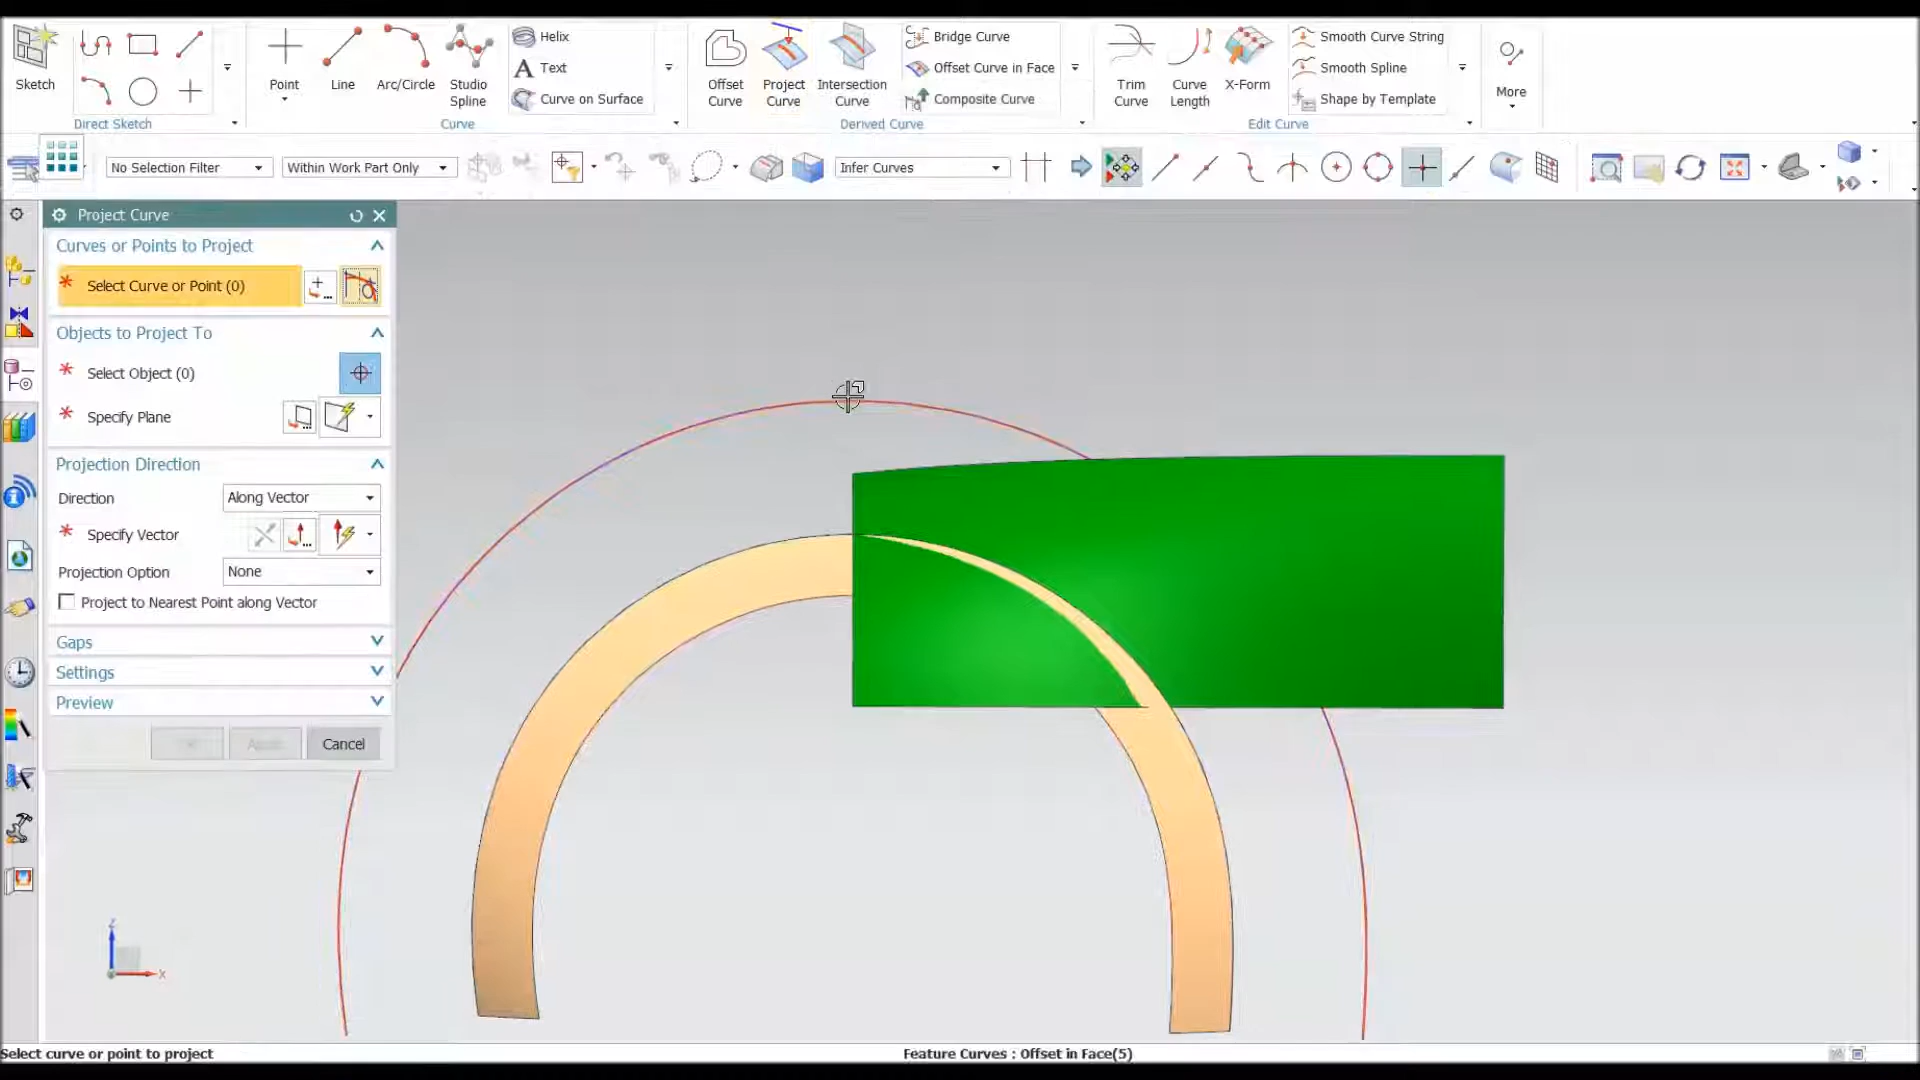 Sketch
Direct Sketch
Point
Line
Arc/Circle
Studio
Spline
Helix
Text
Curve on Surface
Curve
Offset
Curve
Project
Curve
Intersection
Curve
Bridge Curve
Offset Curve in Face
Composite Curve
Derived Curve
Trim
Curve
Curve
Length
X-Form
Smooth Curve String
Smooth Spline
Shape by Template
Edit Curve
More
No Selection Filter
Within Work Part Only
Infer Curves
Project Curve
Curves or Points to Project
* Select Curve or Point (0)
Objects to Project To
* Select Object (0)
* Specify Plane
Projection Direction
Direction Along Vector
* Specify Vector
Projection Option None
Project to Nearest Point along Vector
Gaps
Settings
Preview
Cancel
Z
X
Select curve or point to project
Feature Curves : Offset in Face(5)